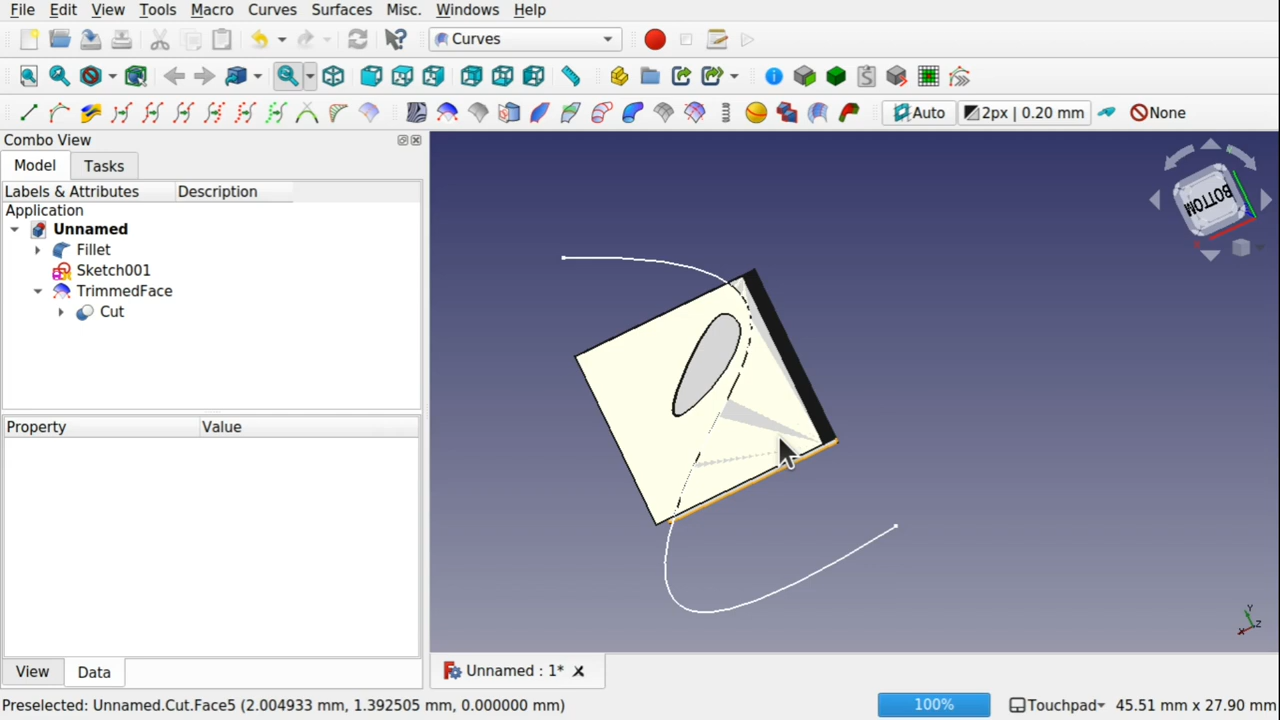 File Edit View Tools Macro Curves Surfaces Misc. Windows Help
Curves
Auto 2px | 0.20 mm None
Combo View
Model Tasks
Labels & Attributes Description
Application
Unnamed
Fillet
Sketch001
TrimmedFace
Cut
Property Value
View Data
BOTTOM
Y
X Z
Unnamed : 1*
Preselected: Unnamed.Cut.Face5 (2.004933 mm, 1.392505 mm, 0.000000 mm) 100% Touchpad 45.51 mm x 27.90 mm